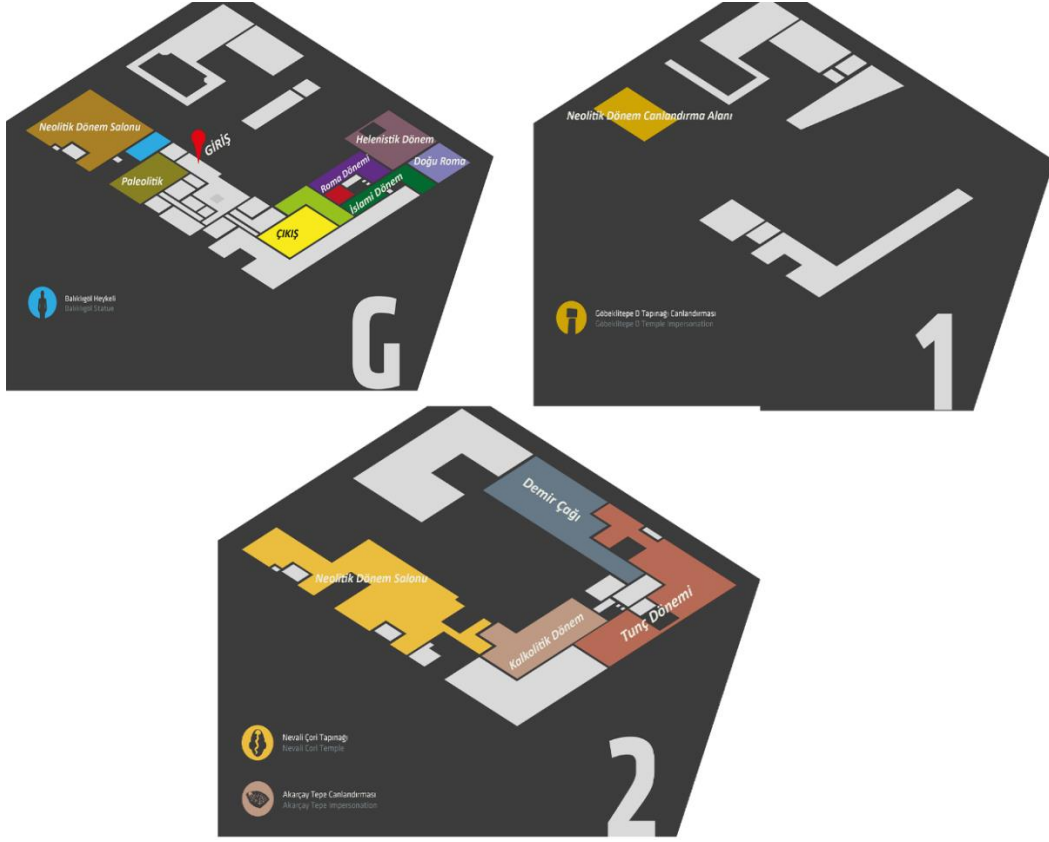 Neolitik Dönem Salonu
GİRİŞ
Paleolitik
Helenistik Dönem
Doğu Roma
Roma Dönemi
İslami Dönem
ÇIKIŞ
Balıklıgöl Heykeli
Balıklıgöl Statue
G
Neolitik Dönem Canlandırma Alanı
Göbeklitepe D Tapınağı Canlandırması
Göbeklitepe D Temple Impersonation
1
Demir Çağı
Neolitik Dönem Salonu
Kalkolitik Dönem
Tunç Dönemi
Nevali Çori Tapınağı
Nevali Cori Temple
Akarçay Tepe Canlandırması
Akarçay Tepe Impersonation
2